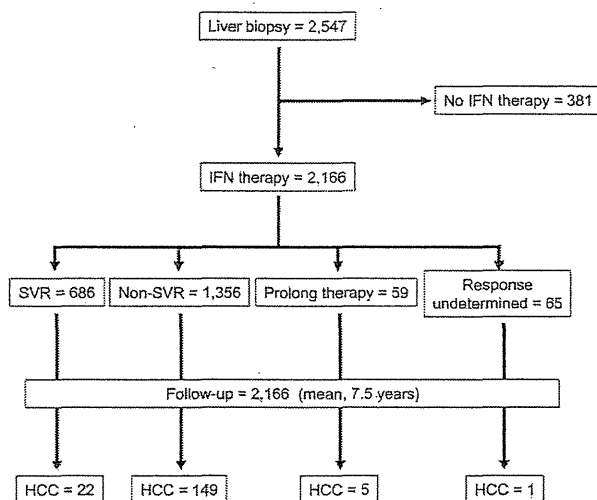 Liver biopsy = 2,547
No IFN therapy = 381
IFN therapy = 2,166
SVR = 686
Non-SVR = 1,356
Prolong therapy = 59
Response
undetermined = 65
Follow-up = 2,166 (mean, 7.5 years)
HCC = 22
HCC = 149
HCC = 5
HCC = 1